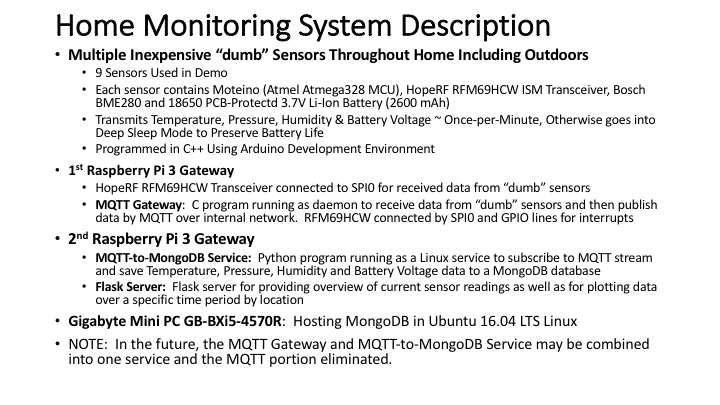 Home Monitoring System Description
• Multiple Inexpensive “dumb” Sensors Throughout Home Including Outdoors
• 9 Sensors Used in Demo
• Each sensor contains Moteino (Atmel Atmega328 MCU), HopeRF RFM69HCW ISM Transceiver, Bosch
BME280 and 18650 PCB-Protectd 3.7V Li-Ion Battery (2600 mAh)
• Transmits Temperature, Pressure, Humidity & Battery Voltage ~ Once-per-Minute, Otherwise goes into
Deep Sleep Mode to Preserve Battery Life
• Programmed in C++ Using Arduino Development Environment
• 1st Raspberry Pi 3 Gateway
• HopeRF RFM69HCW Transceiver connected to SPI0 for received data from “dumb” sensors
• MQTT Gateway: C program running as daemon to receive data from “dumb” sensors and then publish
data by MQTT over internal network. RFM69HCW connected by SPI0 and GPIO lines for interrupts
• 2nd Raspberry Pi 3 Gateway
• MQTT-to-MongoDB Service: Python program running as a Linux service to subscribe to MQTT stream
and save Temperature, Pressure, Humidity and Battery Voltage data to a MongoDB database
• Flask Server: Flask server for providing overview of current sensor readings as well as for plotting data
over a specific time period by location
• Gigabyte Mini PC GB-BXi5-4570R: Hosting MongoDB in Ubuntu 16.04 LTS Linux
• NOTE: In the future, the MQTT Gateway and MQTT-to-MongoDB Service may be combined
into one service and the MQTT portion eliminated.